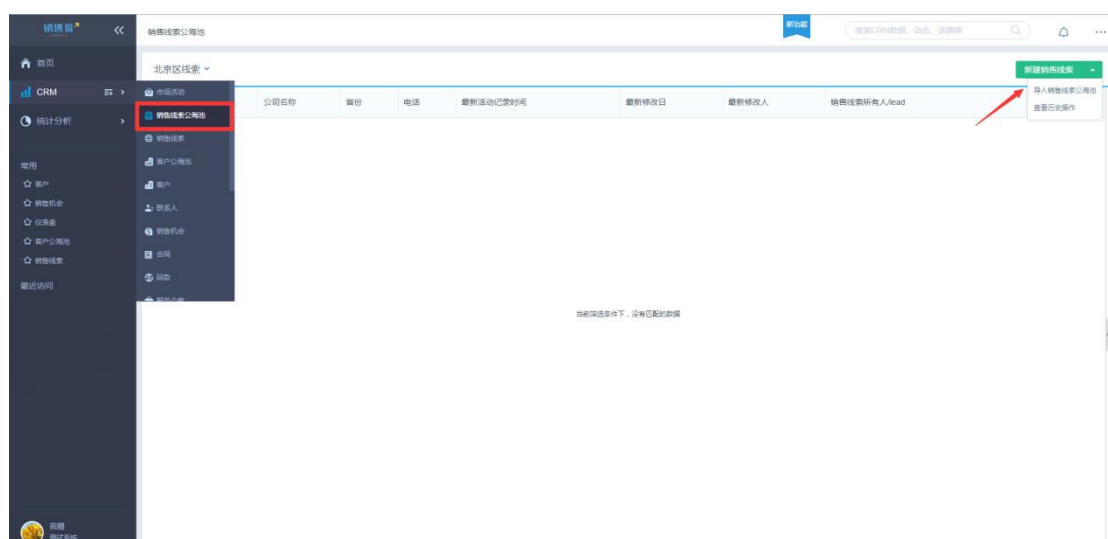 销售易
销售线索公海池
新功能
搜索CRM数据、动态、话题等
首页
北京区线索
新建销售线索
CRM
市场活动
导入销售线索公海池
公司名称
省份
电话
最新活动记录时间
最新修改日
最新修改人
销售线索所有人/lead
查看历史操作
统计分析
销售线索公海池
销售线索
常用
客户公海池
客户
客户
销售机会
联系人
仪表盘
销售机会
客户公海池
合同
销售线索
回款
最近访问
当前筛选条件下，没有匹配的数据
测试系统